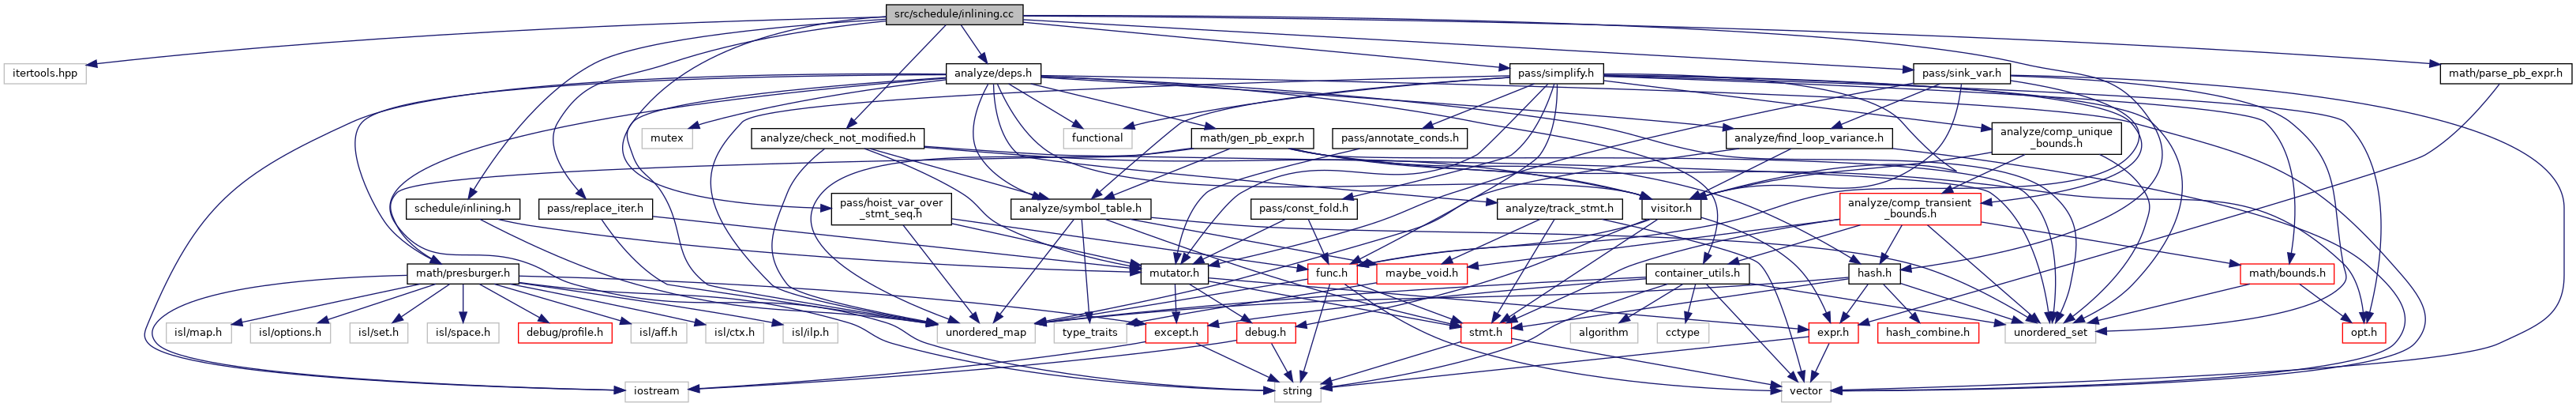 src/schedule/inlining.cc
itertools.hpp
analyze/deps.h
pass/simplify.h
pass/sink_var.h
math/parse_pb_expr.h
mutex
analyze/check_not_modified.h
functional
math/gen_pb_expr.h
pass/annotate_conds.h
analyze/find_loop_variance.h
analyze/comp_unique
_bounds.h
schedule/inlining.h
pass/replace_iter.h
pass/hoist_var_over
_stmt_seq.h
analyze/symbol_table.h
pass/const_fold.h
analyze/track_stmt.h
visitor.h
analyze/comp_transient
_bounds.h
math/presburger.h
mutator.h
func.h
maybe_void.h
container_utils.h
hash.h
math/bounds.h
isl/map.h
isl/options.h
isl/set.h
isl/space.h
debug/profile.h
isl/aff.h
isl/ctx.h
isl/ilp.h
unordered_map
type_traits
except.h
debug.h
stmt.h
algorithm
cctype
expr.h
hash_combine.h
unordered_set
opt.h
iostream
string
vector